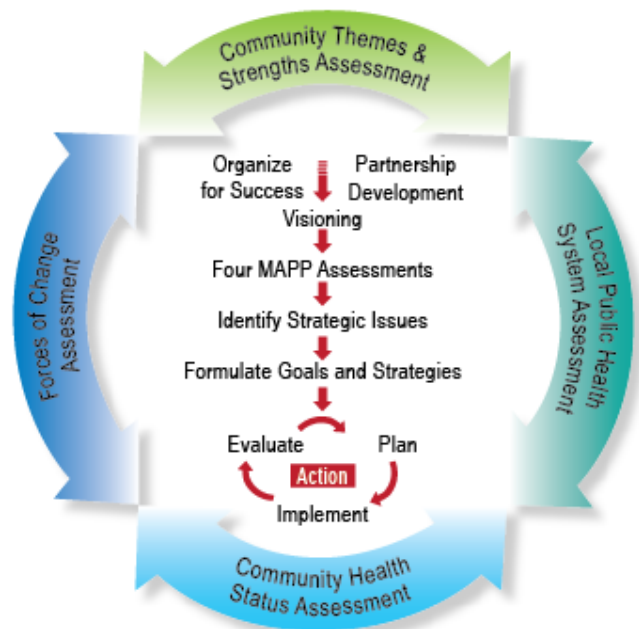 Community Themes &
Strengths Assessment
Organize
for Success
Partnership
Development
Visioning
Four MAPP Assessments
Identify Strategic Issues
Formulate Goals and Strategies
Evaluate
Plan
Action
Implement
Forces of Change
Assessment
Local Public Health
System Assessment
Community Health
Status Assessment